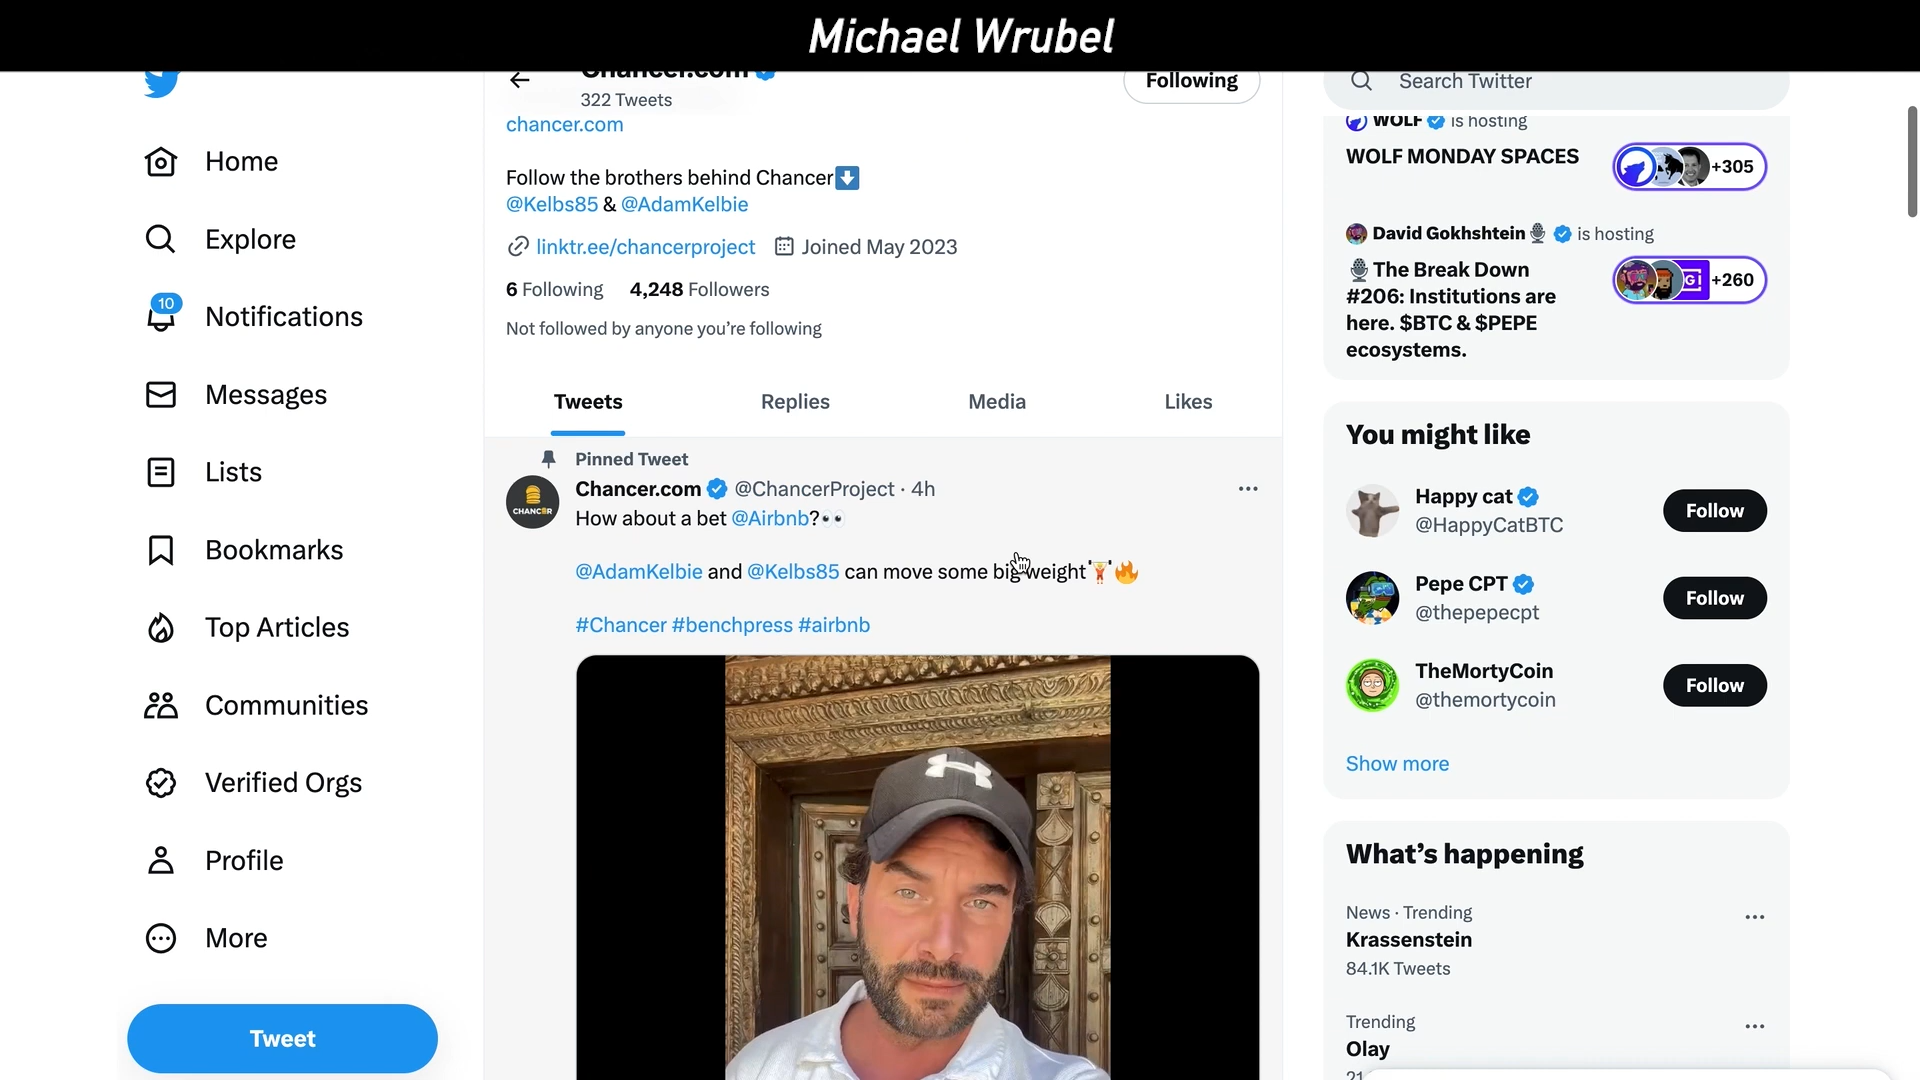 Michael Wrubel
Chancer.com
322 Tweets
Following
Search Twitter
chancer.com
Follow the brothers behind Chancer
@Kelbs85 & @AdamKelbie
linktr.ee/chancerproject Joined May 2023
6 Following 4,248 Followers
Not followed by anyone you're following
Tweets Replies Media Likes
Pinned Tweet
Chancer.com @ChancerProject · 4h
How about a bet @Airbnb?👀
@AdamKelbie and @Kelbs85 can move some big weight🏋🔥
#Chancer #benchpress #airbnb
CHANCER
Home
Explore
10
Notifications
Messages
Lists
Bookmarks
Top Articles
Communities
Verified Orgs
Profile
More
Tweet
WOLF is hosting
WOLF MONDAY SPACES
+305
David Gokhshtein🎙 is hosting
🎙The Break Down
#206: Institutions are
here. $BTC & $PEPE
ecosystems.
+260
You might like
Happy cat
@HappyCatBTC
Follow
Pepe CPT
@thepepecpt
Follow
TheMortyCoin
@themortycoin
Follow
Show more
What's happening
News · Trending
Krassenstein
84.1K Tweets
Trending
Olay